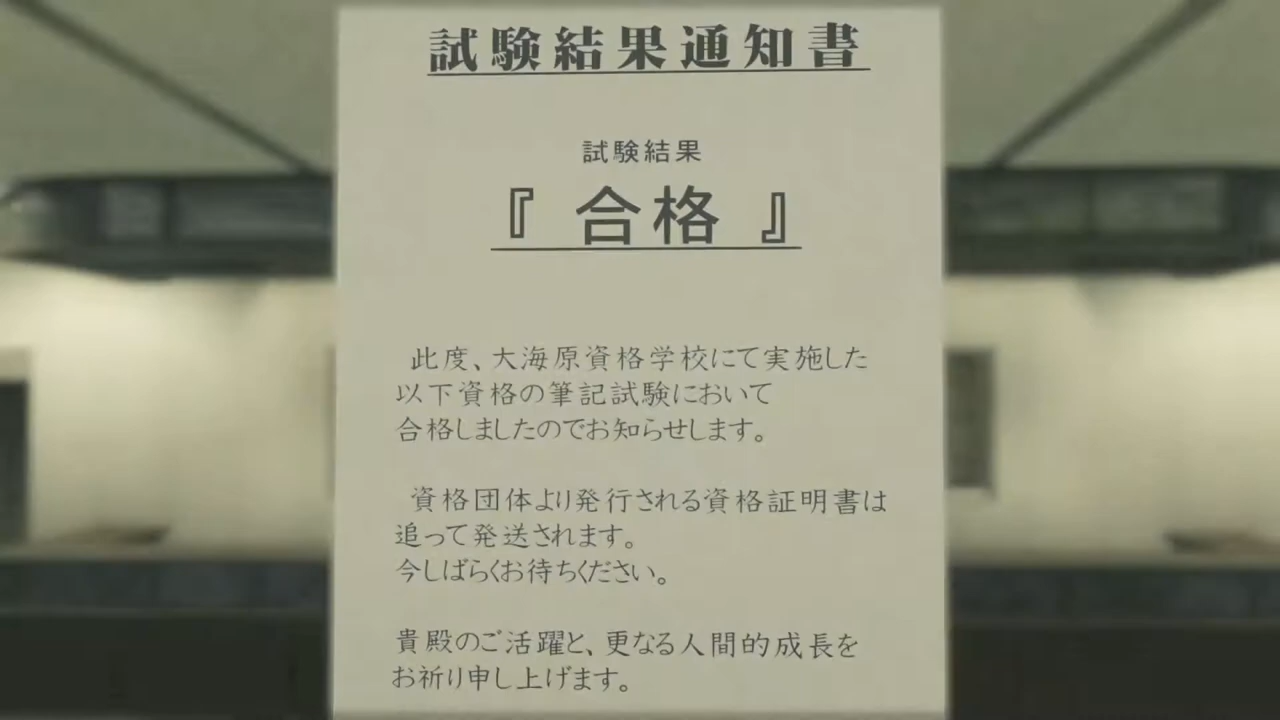 試験結果通知書
試験結果
『 合格 』
此度、大海原資格学校にて実施した
以下資格の筆記試験において
合格しましたのでお知らせします。
資格団体より発行される資格証明書は
追って発送されます。
今しばらくお待ちください。
貴殿のご活躍と、更なる人間的成長を
お祈り申し上げます。